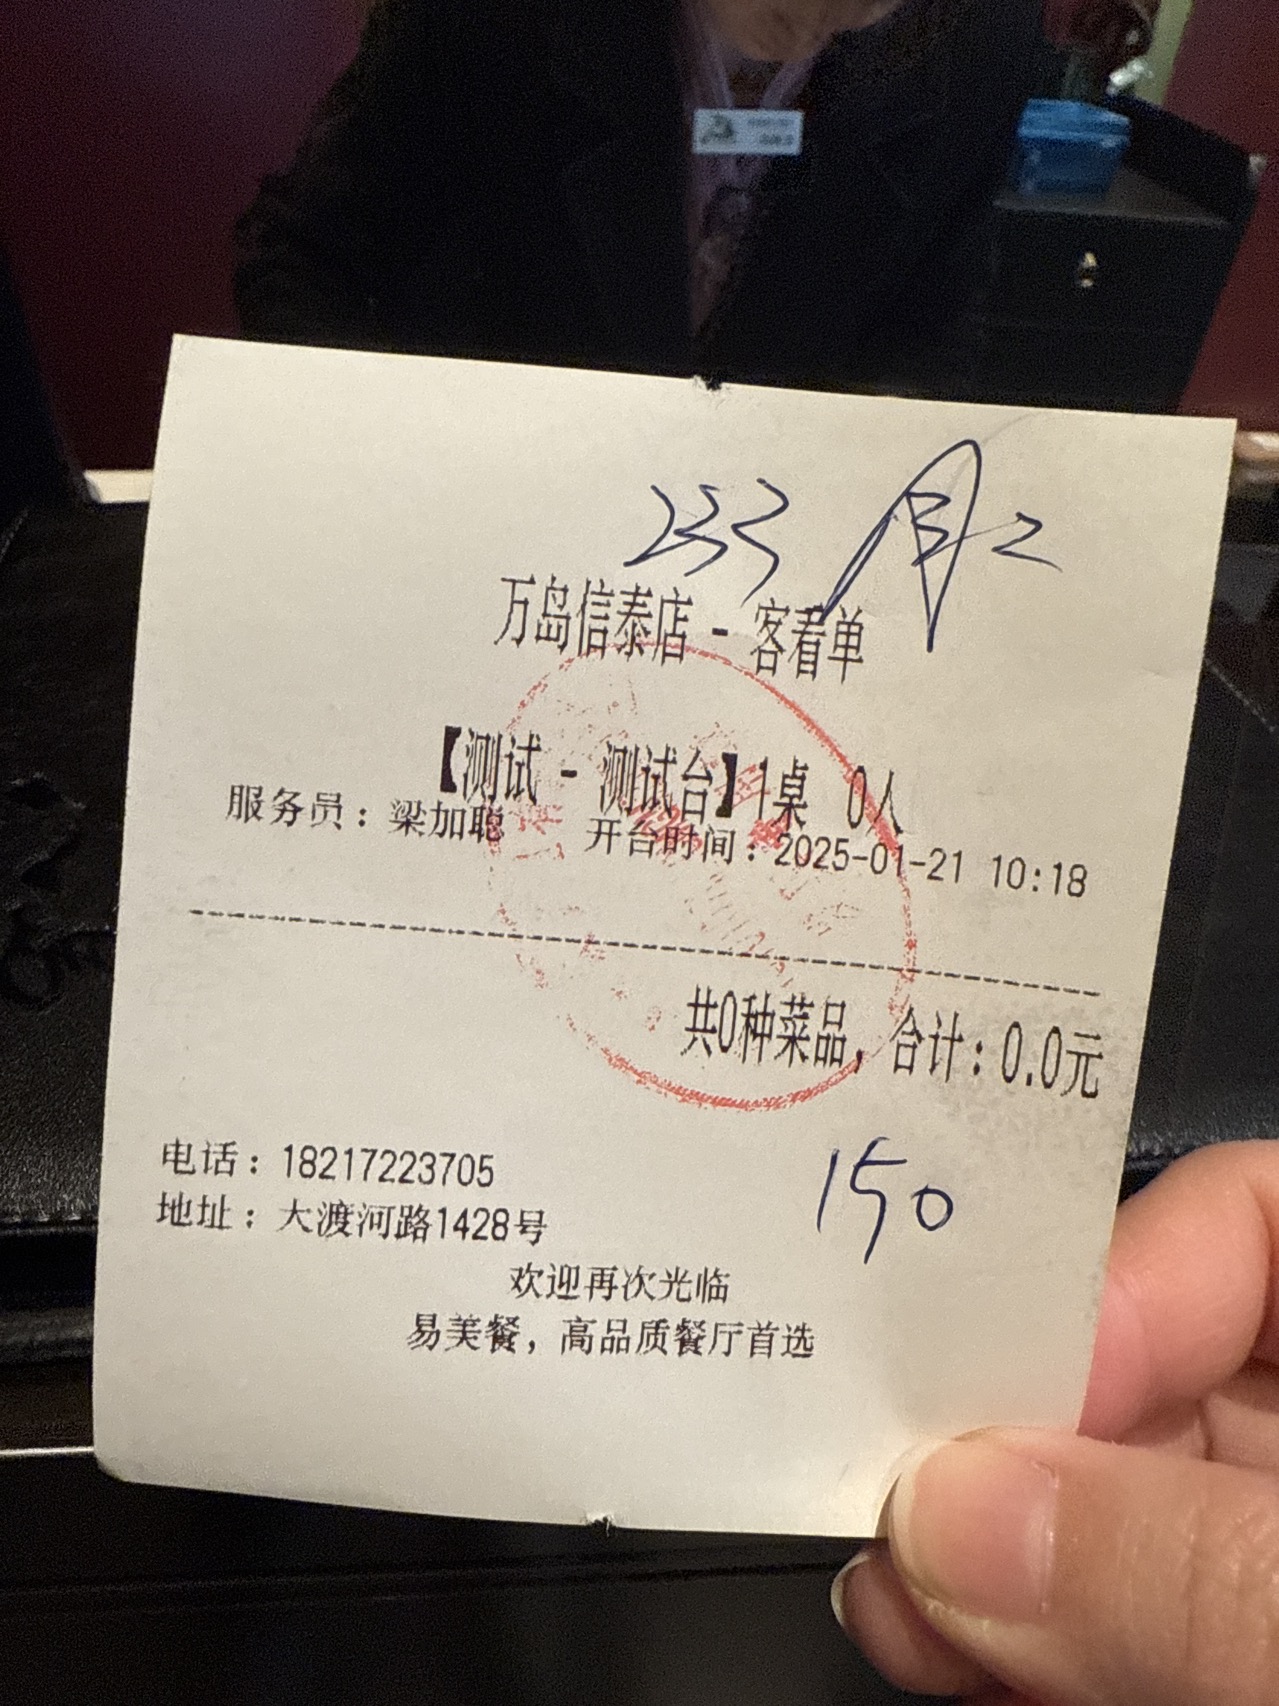 233
万岛信泰店 - 客看单
【测试 - 测试台】1桌 0人
服务员：梁加聪 开台时间：2025-01-21 10:18
共0种菜品，合计：0.0元
150
电话：18217223705
地址：大渡河路1428号
欢迎再次光临
易美餐，高品质餐厅首选